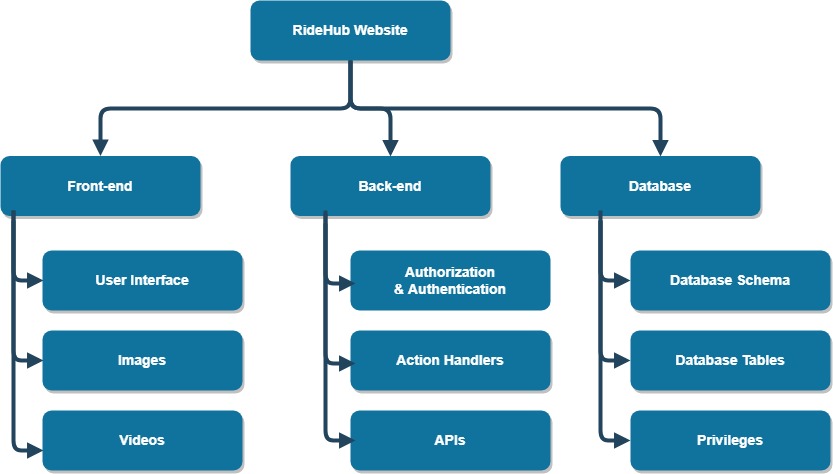 RideHub Website
Front-end
Back-end
Database
User Interface
Authorization
& Authentication
Database Schema
Images
Action Handlers
Database Tables
Videos
APIs
Privileges